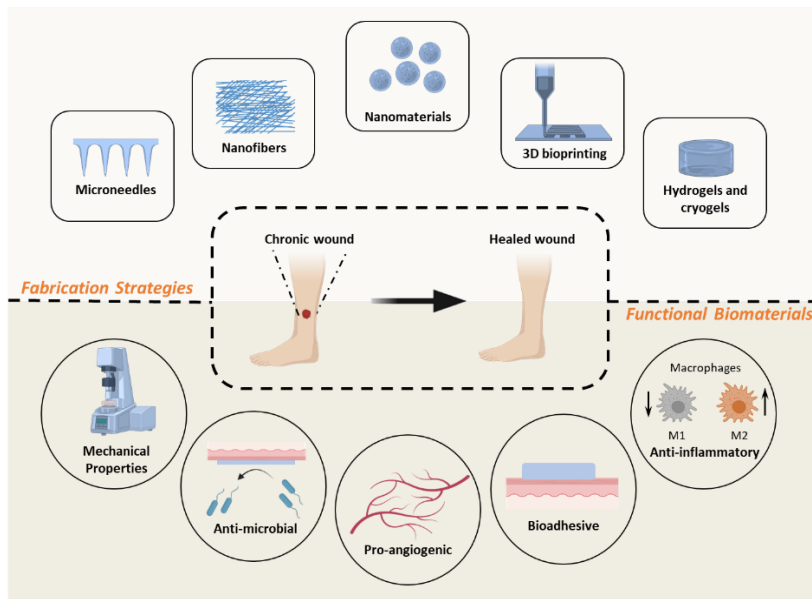 Nanomaterials
Nanofibers
3D bioprinting
Microneedles
Hydrogels and
cryogels
Chronic wound
Healed wound
Fabrication Strategies
Functional Biomaterials
Mechanical
Properties
Anti-microbial
Pro-angiogenic
Bioadhesive
Macrophages
M1
M2
Anti-inflammatory